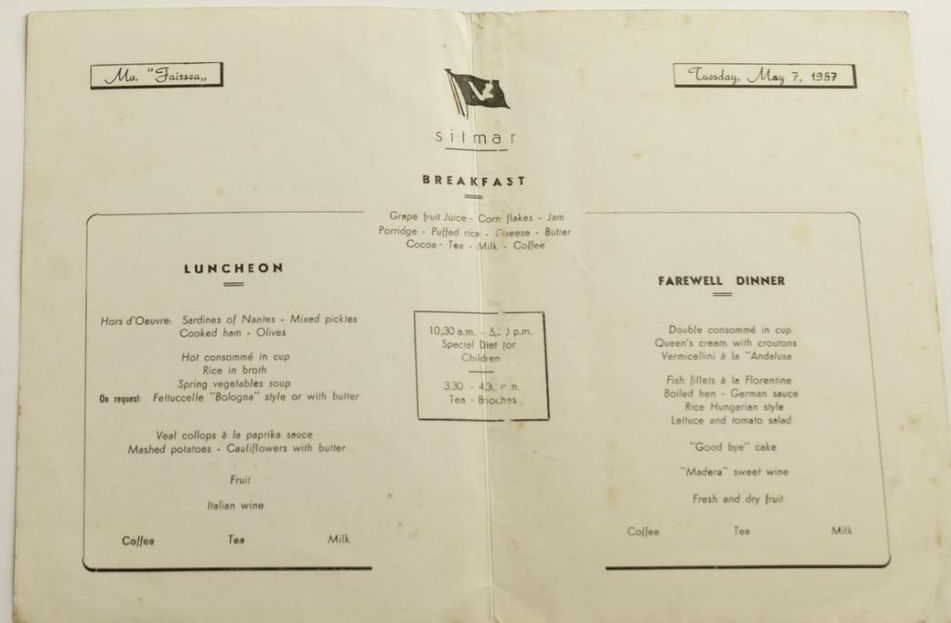 Ms. "Fairsea„
Tuesday, May 7, 1957
sitmar
BREAKFAST
Grape fruit Juice - Corn flakes - Jam
Porridge - Puffed rice - Cheese - Butter
Cocoa - Tea - Milk - Coffee
LUNCHEON
Hors d'Oeuvre: Sardines of Nantes - Mixed pickles
Cooked ham - Olives
Hot consommé in cup
Rice in broth
Spring vegetables soup
On request: Fettuccelle "Bologna" style or with butter
Veal collops à la paprika sauce
Mashed potatoes - Cauliflowers with butter
Fruit
Italian wine
Coffee Tea Milk
10,30 a.m. - p.m.
Special Diet for
Children
3,30 -
Tea - Brioches
FAREWELL DINNER
Double consommé in cup
Queen's cream with croutons
Vermicellini à la "Andalusa
Fish fillets à la Florentine
Boiled hen - German sauce
Rice Hungarian style
Lettuce and tomato salad
"Good bye" cake
"Madera" sweet wine
Fresh and dry fruit
Coffee Tea Milk